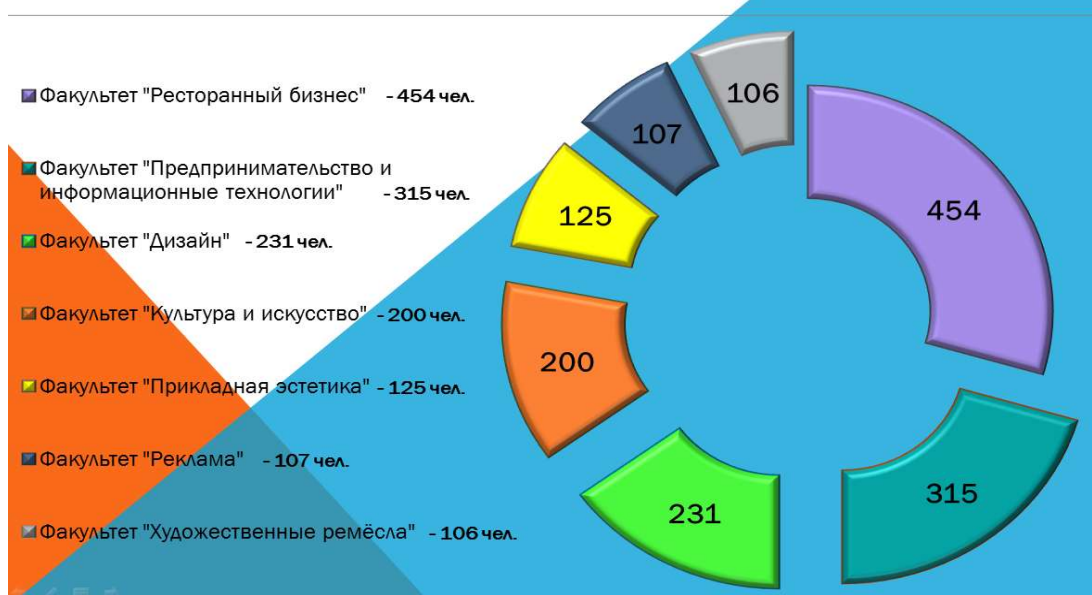 Факультет "Ресторанный бизнес" - 454 чел.
Факультет "Предпринимательство и
информационные технологии" - 315 чел.
Факультет "Дизайн" - 231 чел.
Факультет "Культура и искусство" - 200 чел.
Факультет "Прикладная эстетика" - 125 чел.
Факультет "Реклама" - 107 чел.
Факультет "Художественные ремёсла" - 106 чел.
106
107
454
125
200
315
231